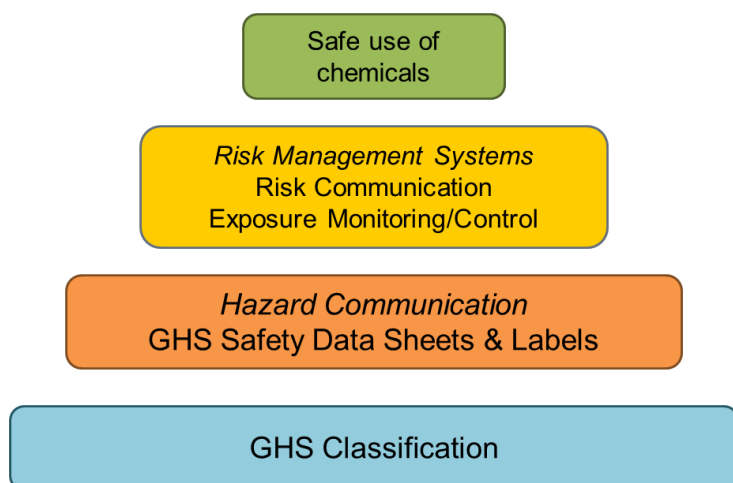 Safe use of
chemicals
Risk Management Systems
Risk Communication
Exposure Monitoring/Control
Hazard Communication
GHS Safety Data Sheets & Labels
GHS Classification